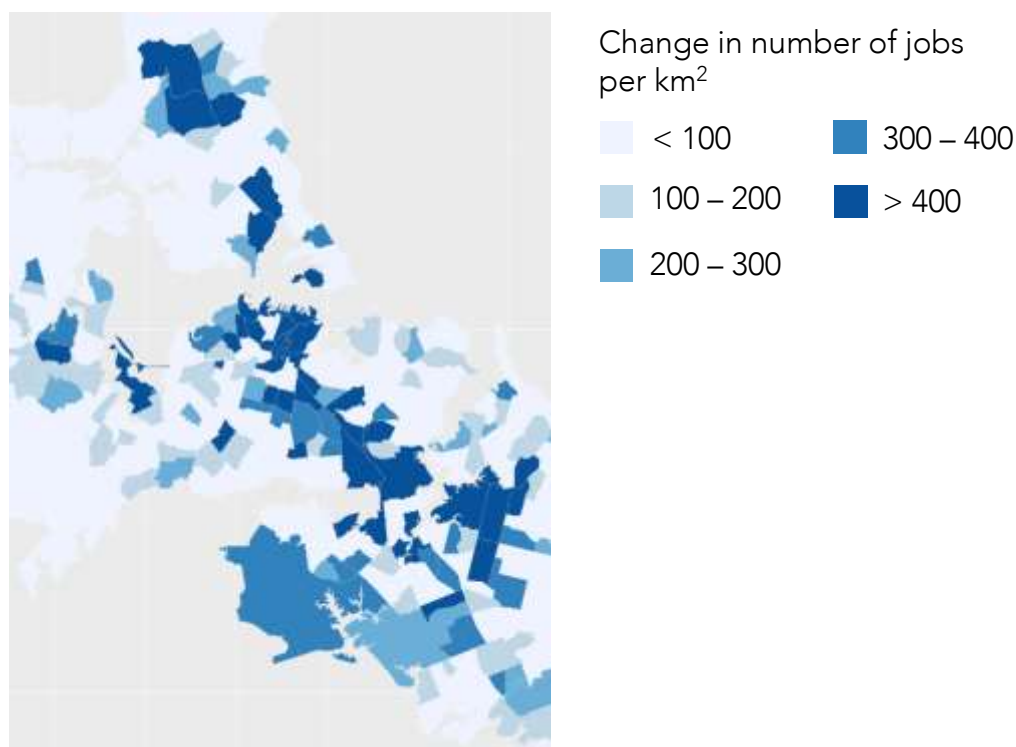 Change in number of jobs
per km²
< 100
300 – 400
100 – 200
> 400
200 – 300